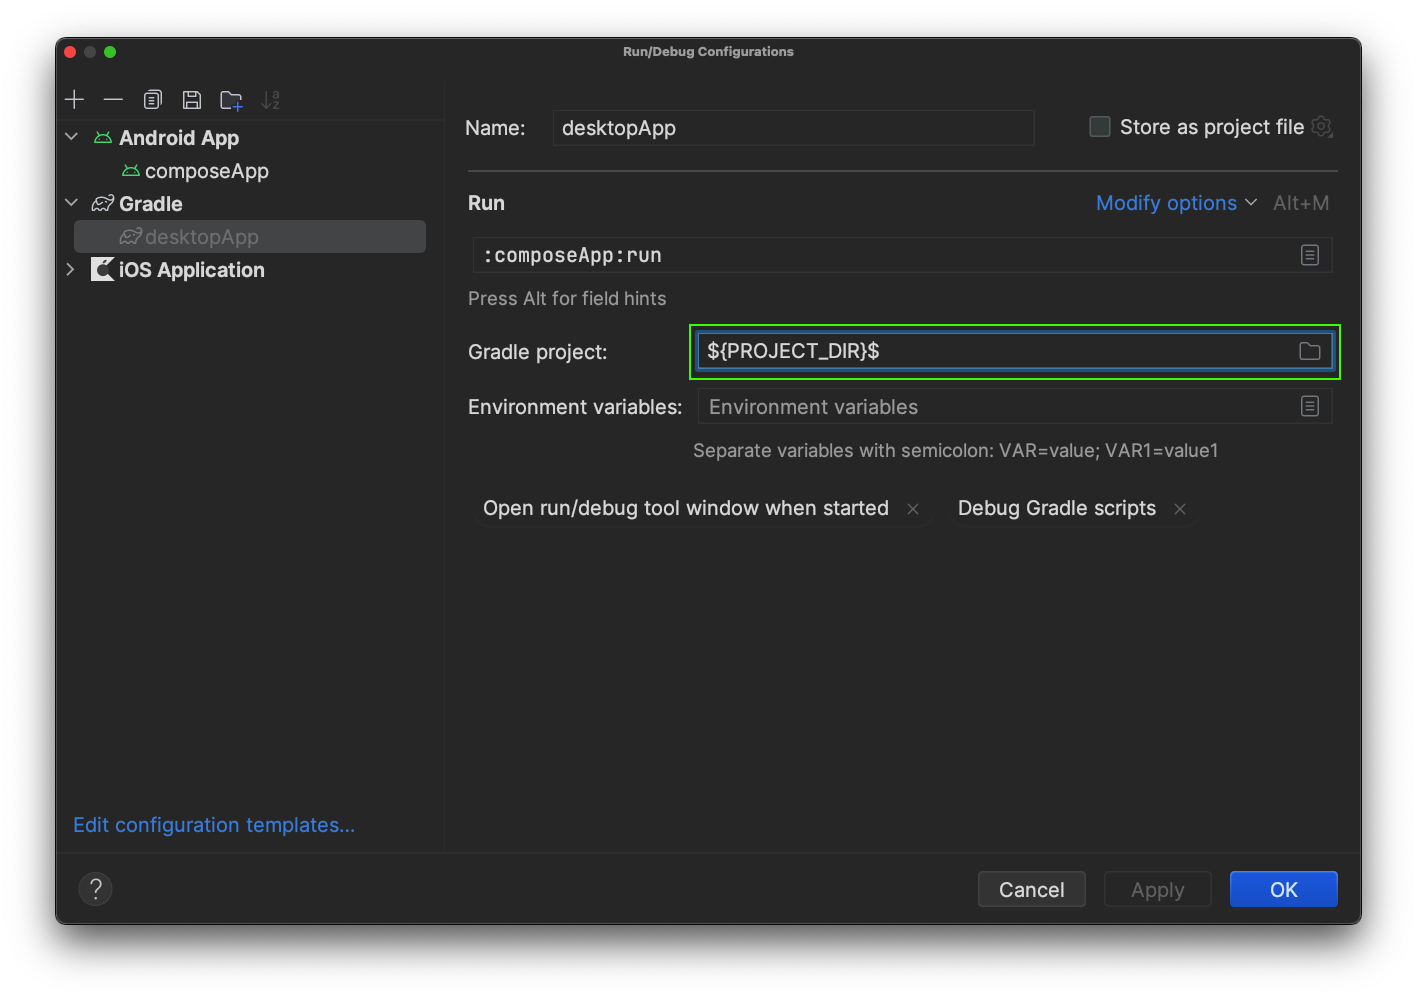 Run/Debug Configurations
Android App
composeApp
Gradle
desktopApp
iOS Application
Edit configuration templates...
Name: desktopApp
Store as project file
Run
Modify options Alt+M
:composeApp:run
Press Alt for field hints
Gradle project: ${PROJECT_DIR}$
Environment variables: Environment variables
Separate variables with semicolon: VAR=value; VAR1=value1
Open run/debug tool window when started × Debug Gradle scripts ×
? Cancel Apply OK